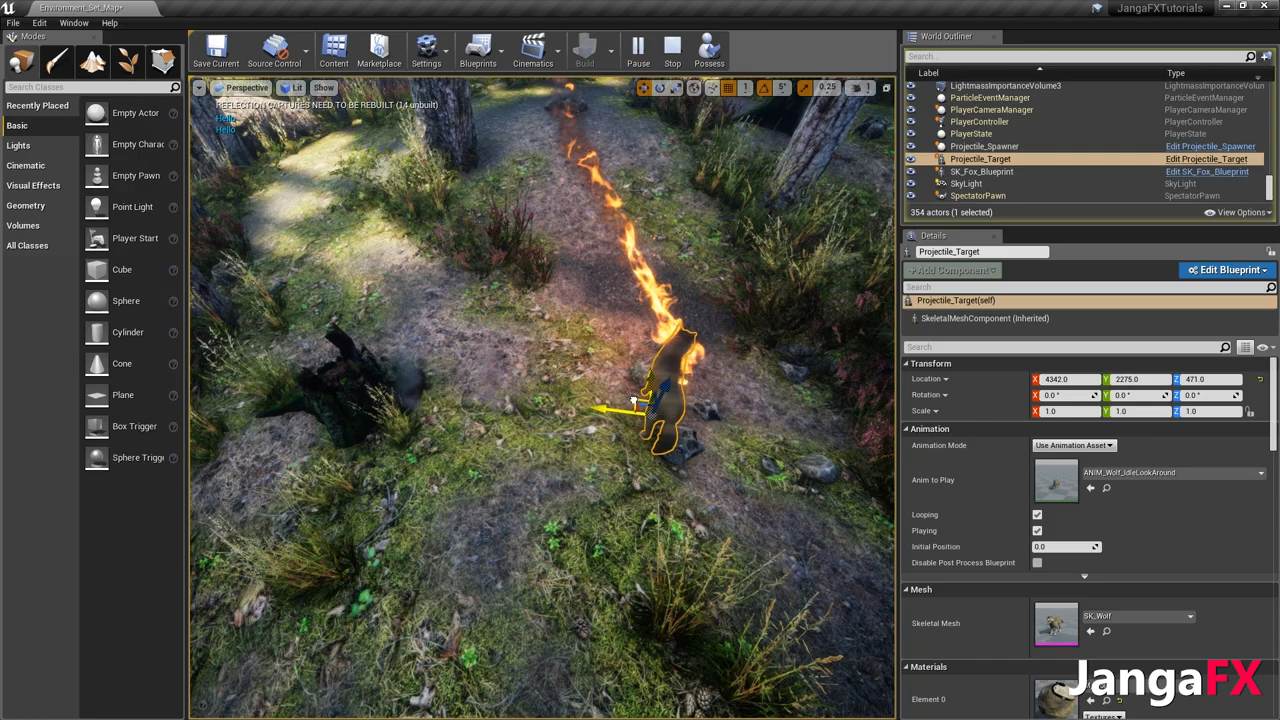 Environment_Set_Map*
JangaFXTutorials
File Edit Window Help
Modes
World Outliner
Search Classes
Recently Placed
Basic
Lights
Cinematic
Visual Effects
Geometry
Volumes
All Classes
Empty Actor
Empty Charac
Empty Pawn
Point Light
Player Start
Cube
Sphere
Cylinder
Cone
Plane
Box Trigger
Sphere Trigge
Save Current Source Control Content Marketplace Settings Blueprints Cinematics Build Pause Stop Possess
Perspective Lit Show 1 5° 0.25 1
REFLECTION CAPTURES NEED TO BE REBUILT (14 unbuilt)
Hello
Hello
Search...
Label Type
LightmassImportanceVolume3 LightmassImportanceVolun
ParticleEventManager ParticleEventManager
PlayerCameraManager PlayerCameraManager
PlayerController PlayerController
PlayerState PlayerState
Projectile_Spawner Edit Projectile_Spawner
Projectile_Target Edit Projectile_Target
SK_Fox_Blueprint Edit SK_Fox_Blueprint
SkyLight SkyLight
SpectatorPawn SpectatorPawn
354 actors (1 selected) View Options
Details
Projectile_Target
+ Add Component Edit Blueprint
Search
Projectile_Target(self)
SkeletalMeshComponent (Inherited)
Search
Transform
Location X 4342.0 Y 2275.0 Z 471.0
Rotation X 0.0° Y 0.0° Z 0.0°
Scale X 1.0 Y 1.0 Z 1.0
Animation
Animation Mode Use Animation Asset
Anim to Play ANIM_Wolf_IdleLookAround
Looping
Playing
Initial Position 0.0
Disable Post Process Blueprint
Mesh
Skeletal Mesh SK_Wolf
Materials
Element 0
Textures
JangaFX